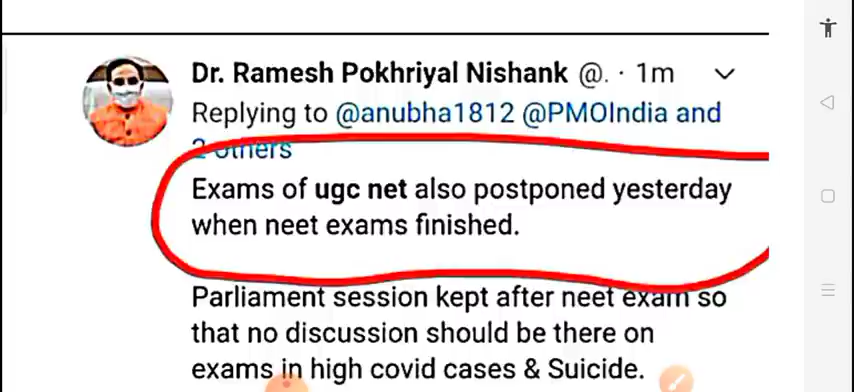 Dr. Ramesh Pokhriyal Nishank @. · 1m
Replying to @anubha1812 @PMOIndia and
2 others
Exams of ugc net also postponed yesterday
when neet exams finished.
Parliament session kept after neet exam so
that no discussion should be there on
exams in high covid cases & Suicide.